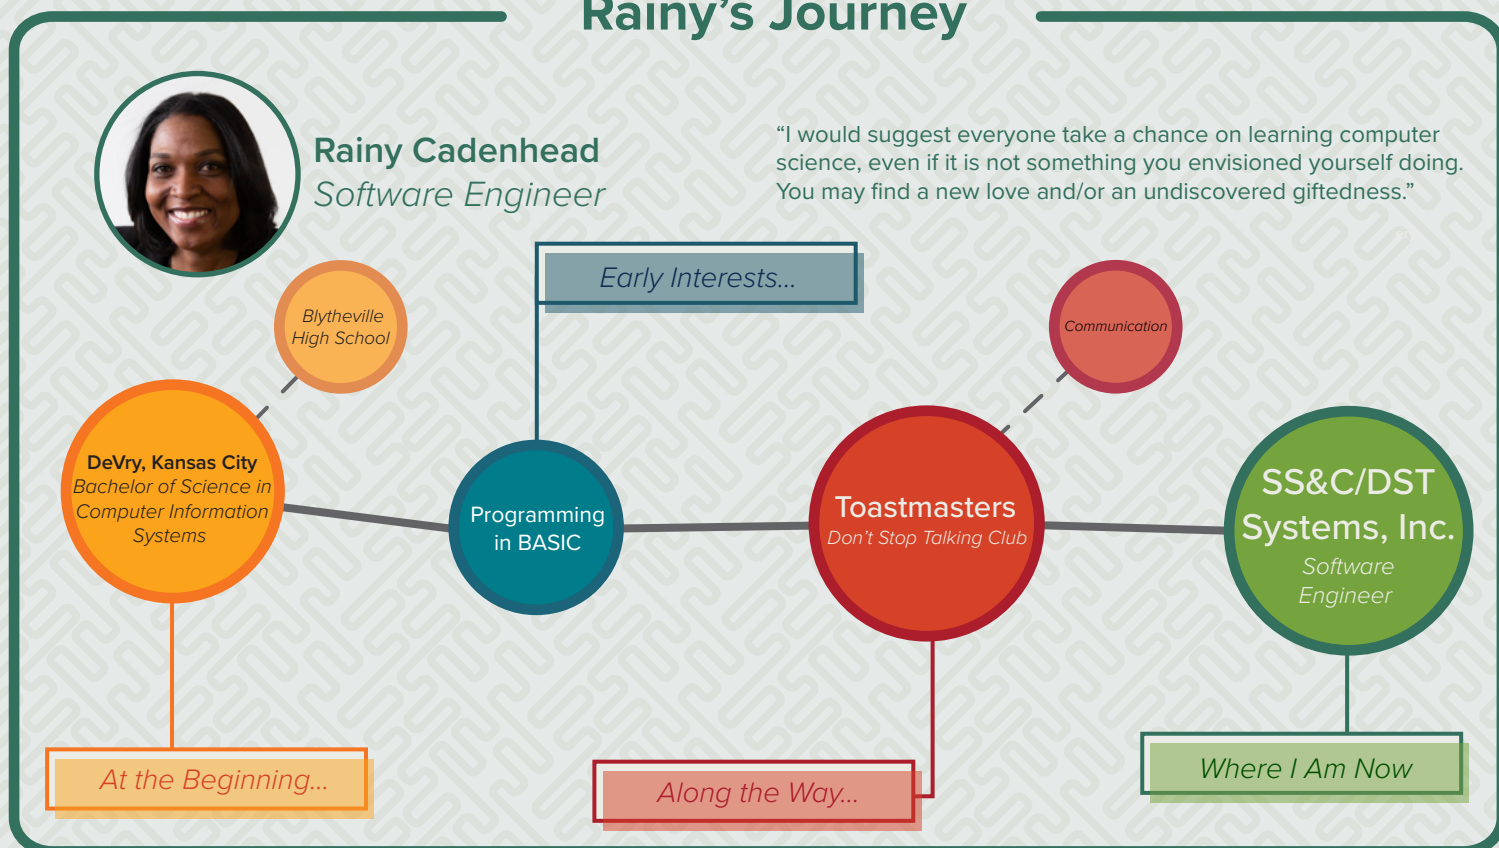 Rainy's Journey
Rainy Cadenhead
Software Engineer
“I would suggest everyone take a chance on learning computer
science, even if it is not something you envisioned yourself doing.
You may find a new love and/or an undiscovered giftedness.”
Early Interests...
Blytheville
High School
Communication
DeVry, Kansas City
Bachelor of Science in
Computer Information
Systems
Programming
in BASIC
Toastmasters
Don't Stop Talking Club
SS&C/DST
Systems, Inc.
Software
Engineer
At the Beginning...
Along the Way...
Where I Am Now